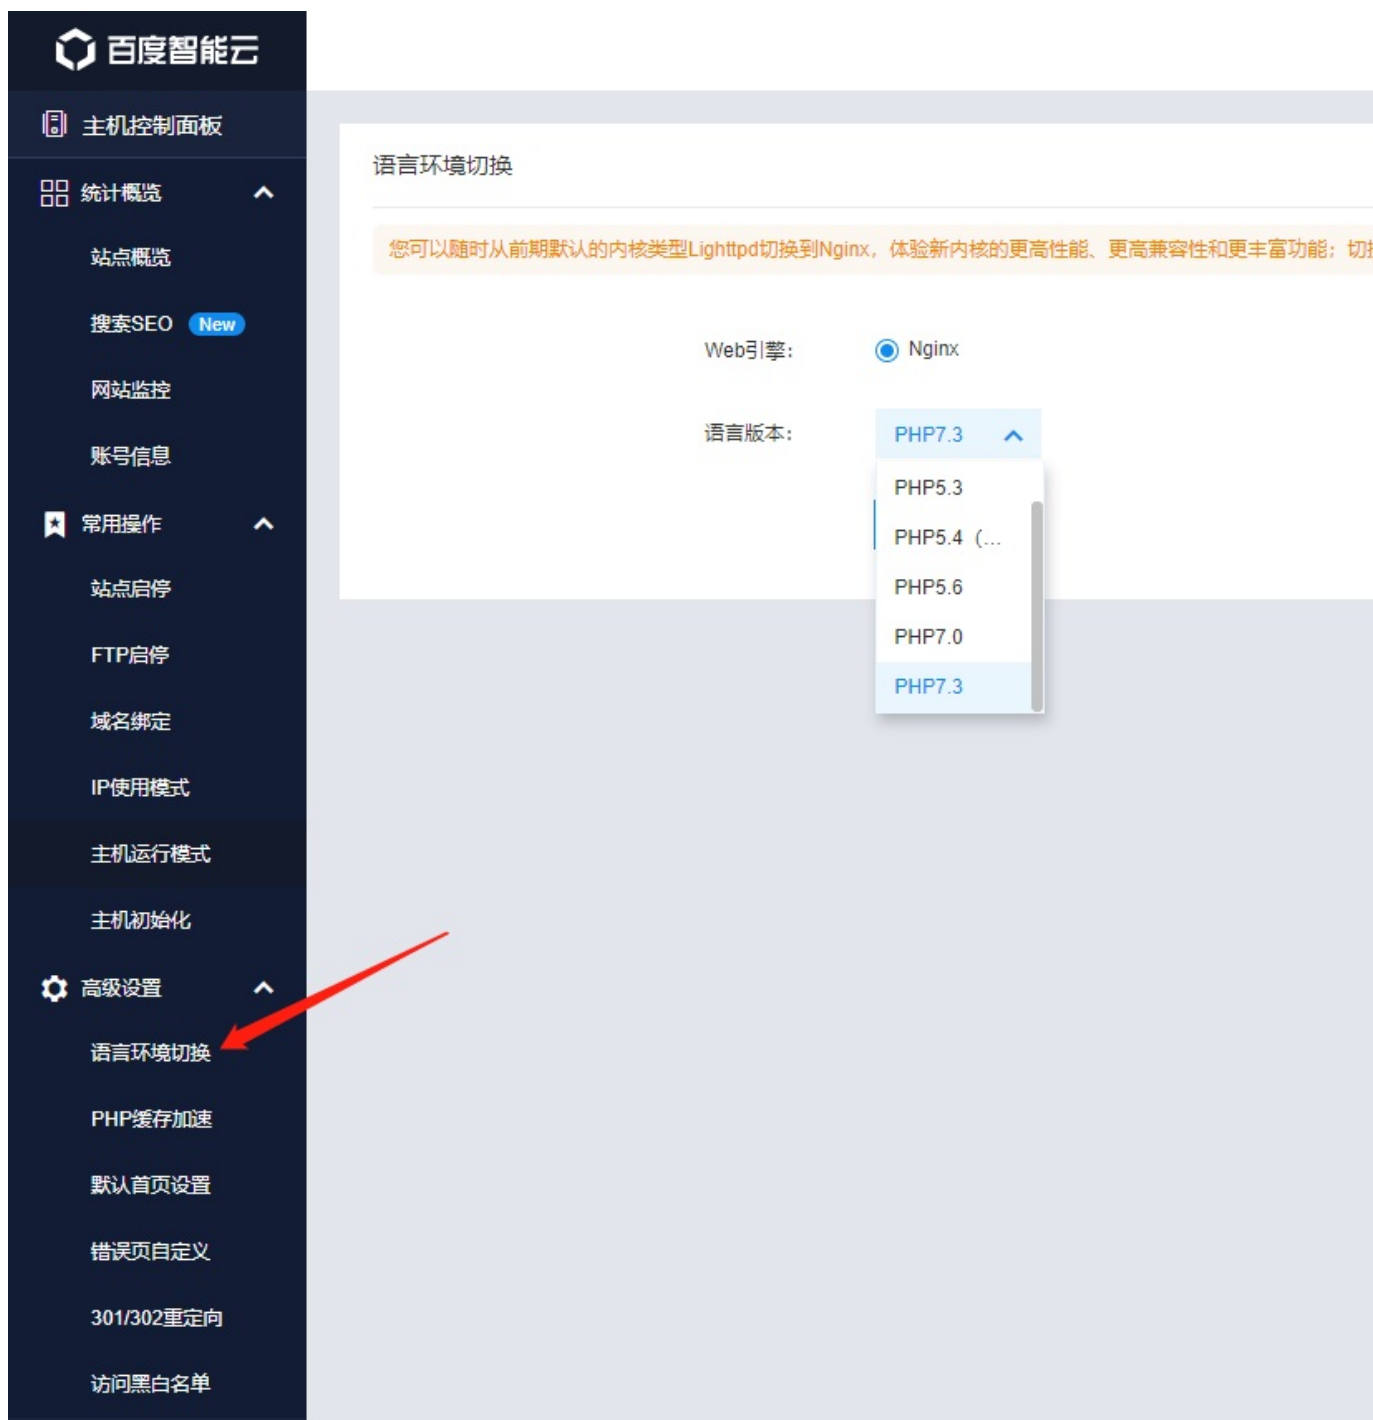 百度智能云
主机控制面板
统计概览
站点概览
搜索SEO New
网站监控
账号信息
常用操作
站点启停
FTP启停
域名绑定
IP使用模式
主机运行模式
主机初始化
高级设置
语言环境切换
PHP缓存加速
默认首页设置
错误页自定义
301/302重定向
访问黑白名单
语言环境切换
您可以随时从前期默认的内核类型Lighttpd切换到Nginx，体验新内核的更高性能、更高兼容性和更丰富功能；切
Web引擎： Nginx
语言版本： PHP7.3
PHP5.3
PHP5.4（...
PHP5.6
PHP7.0
PHP7.3